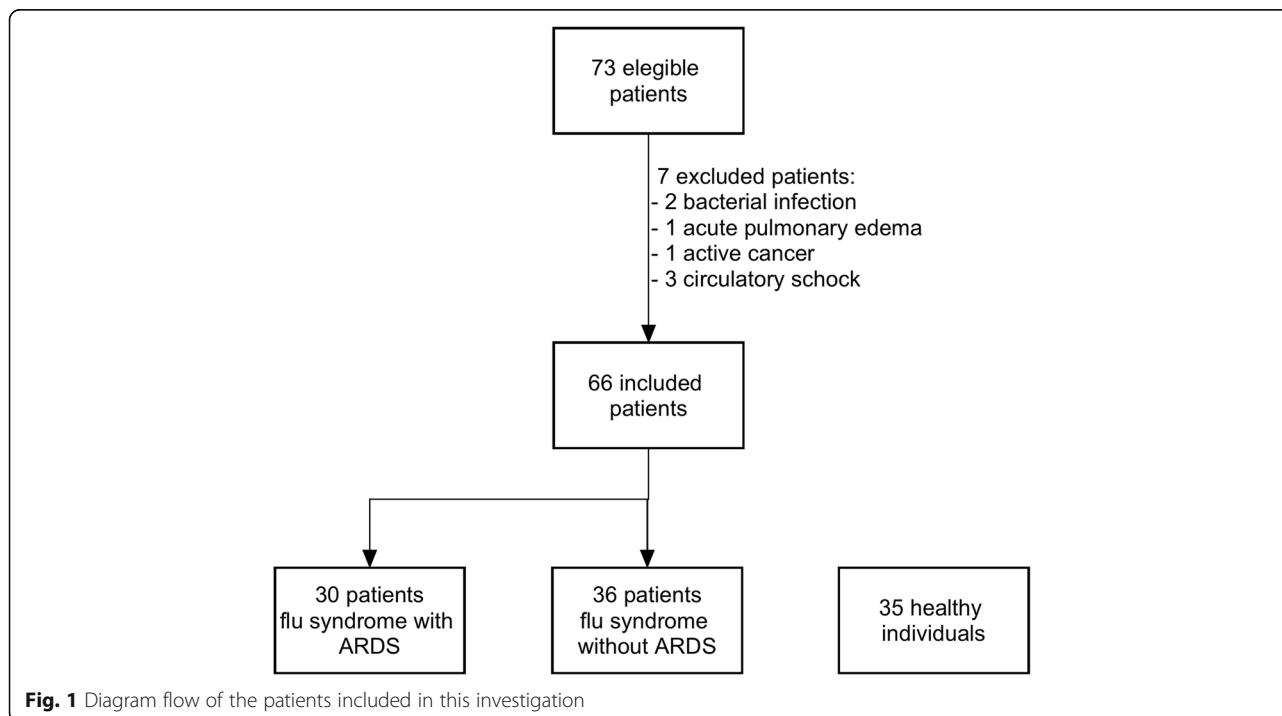 73 elegible
patients
7 excluded patients:
- 2 bacterial infection
- 1 acute pulmonary edema
- 1 active cancer
- 3 circulatory schock
66 included
patients
30 patients
flu syndrome with
ARDS
36 patients
flu syndrome
without ARDS
35 healthy
individuals
Fig. 1 Diagram flow of the patients included in this investigation